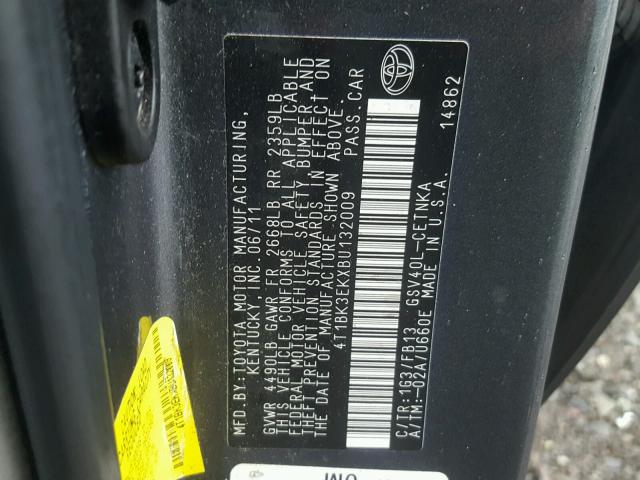 MFD.BY:TOYOTA MOTOR MANUFACTURING,
KENTUCKY, INC.06/11
GVWR 4490LB GAWR FR 2668LB RR 2359LB
THIS VEHICLE CONFORMS TO ALL APPLICABLE
FEDERAL MOTOR VEHICLE SAFETY, BUMPER AND
THEFT PREVENTION STANDARDS IN EFFECT ON
THE DATE OF MANUFACTURE SHOWN ABOVE.
4T1BK3EKXBU132009 PASS.CAR
C/TR:1G3/FB13 GSV40L-CETNKA
A/TM:-02A/U660E MADE IN U.S.A.
14862